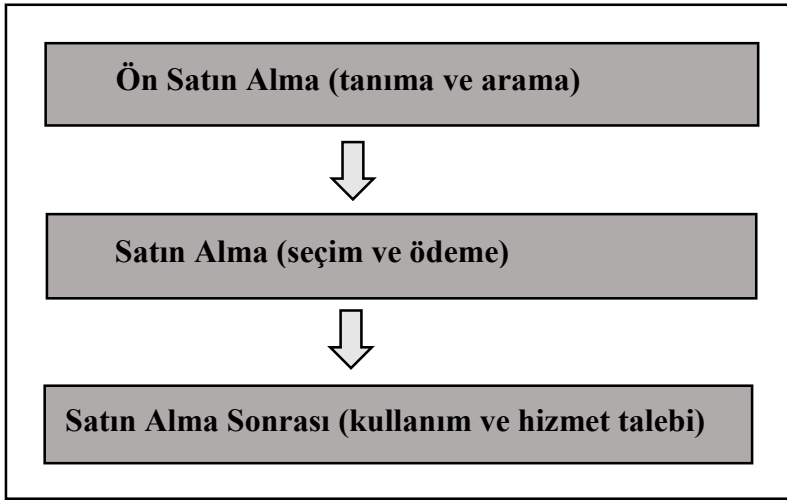 Ön Satın Alma (tanıma ve arama)
Satın Alma (seçim ve ödeme)
Satın Alma Sonrası (kullanım ve hizmet talebi)